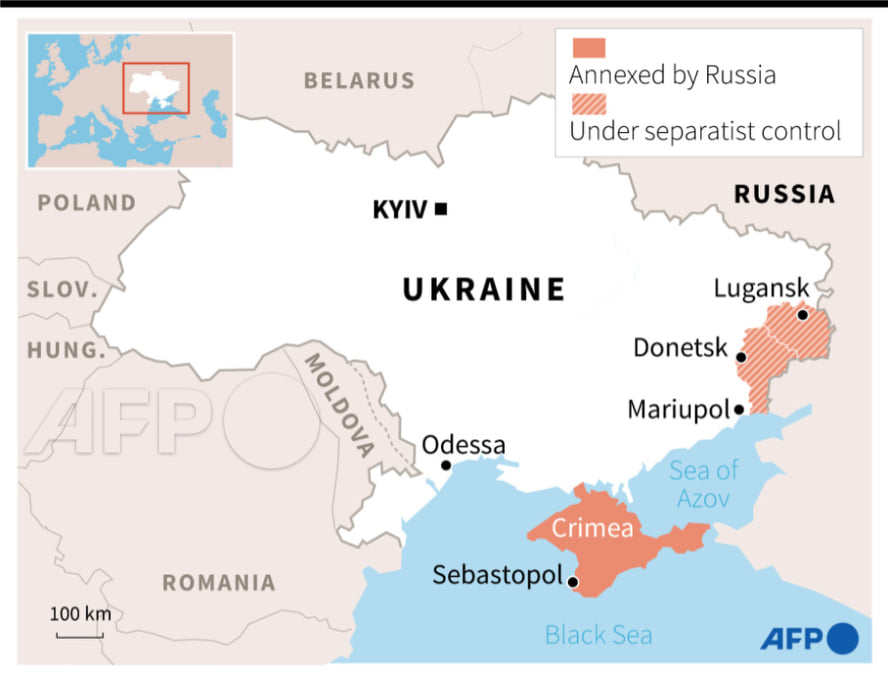 BELARUS
Annexed by Russia
Under separatist control
POLAND
KYIV
RUSSIA
SLOV.
UKRAINE
Lugansk
HUNG.
Donetsk
MOLDOVA
Mariupol
AFP
Odessa
Sea of
Azov
Crimea
ROMANIA
Sebastopol
100 km
Black Sea
AFP